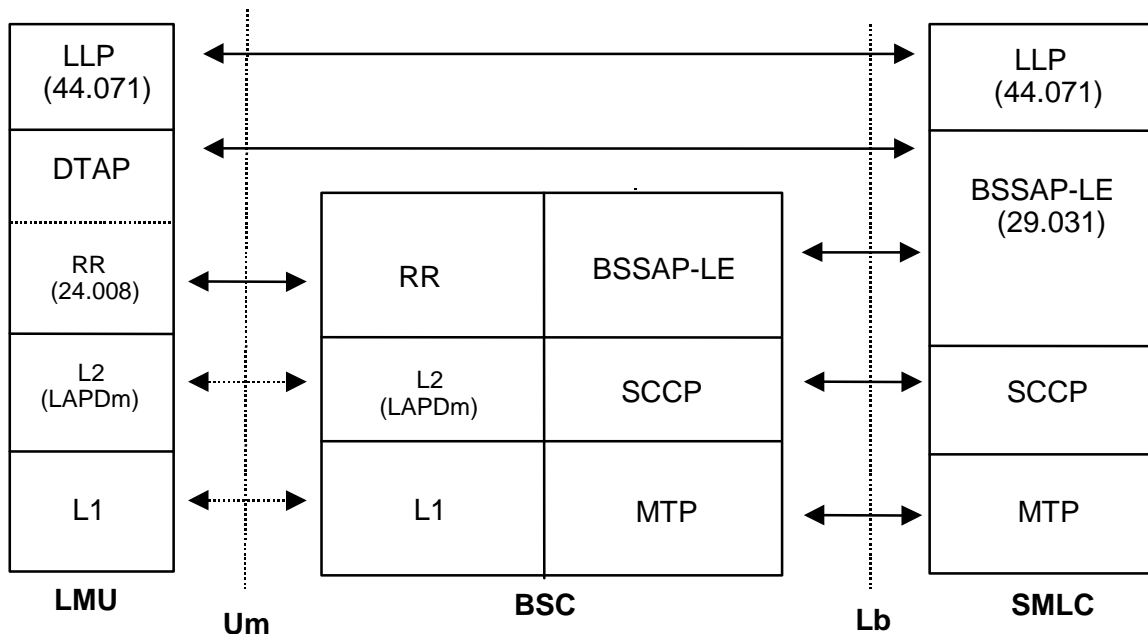 LLP
(44.071)
DTAP
RR
(24.008)
L2
(LAPDm)
L1
LMU
Um
RR
BSSAP-LE
L2
(LAPDm)
SCCP
L1
MTP
BSC
Lb
LLP
(44.071)
BSSAP-LE
(29.031)
SCCP
MTP
SMLC